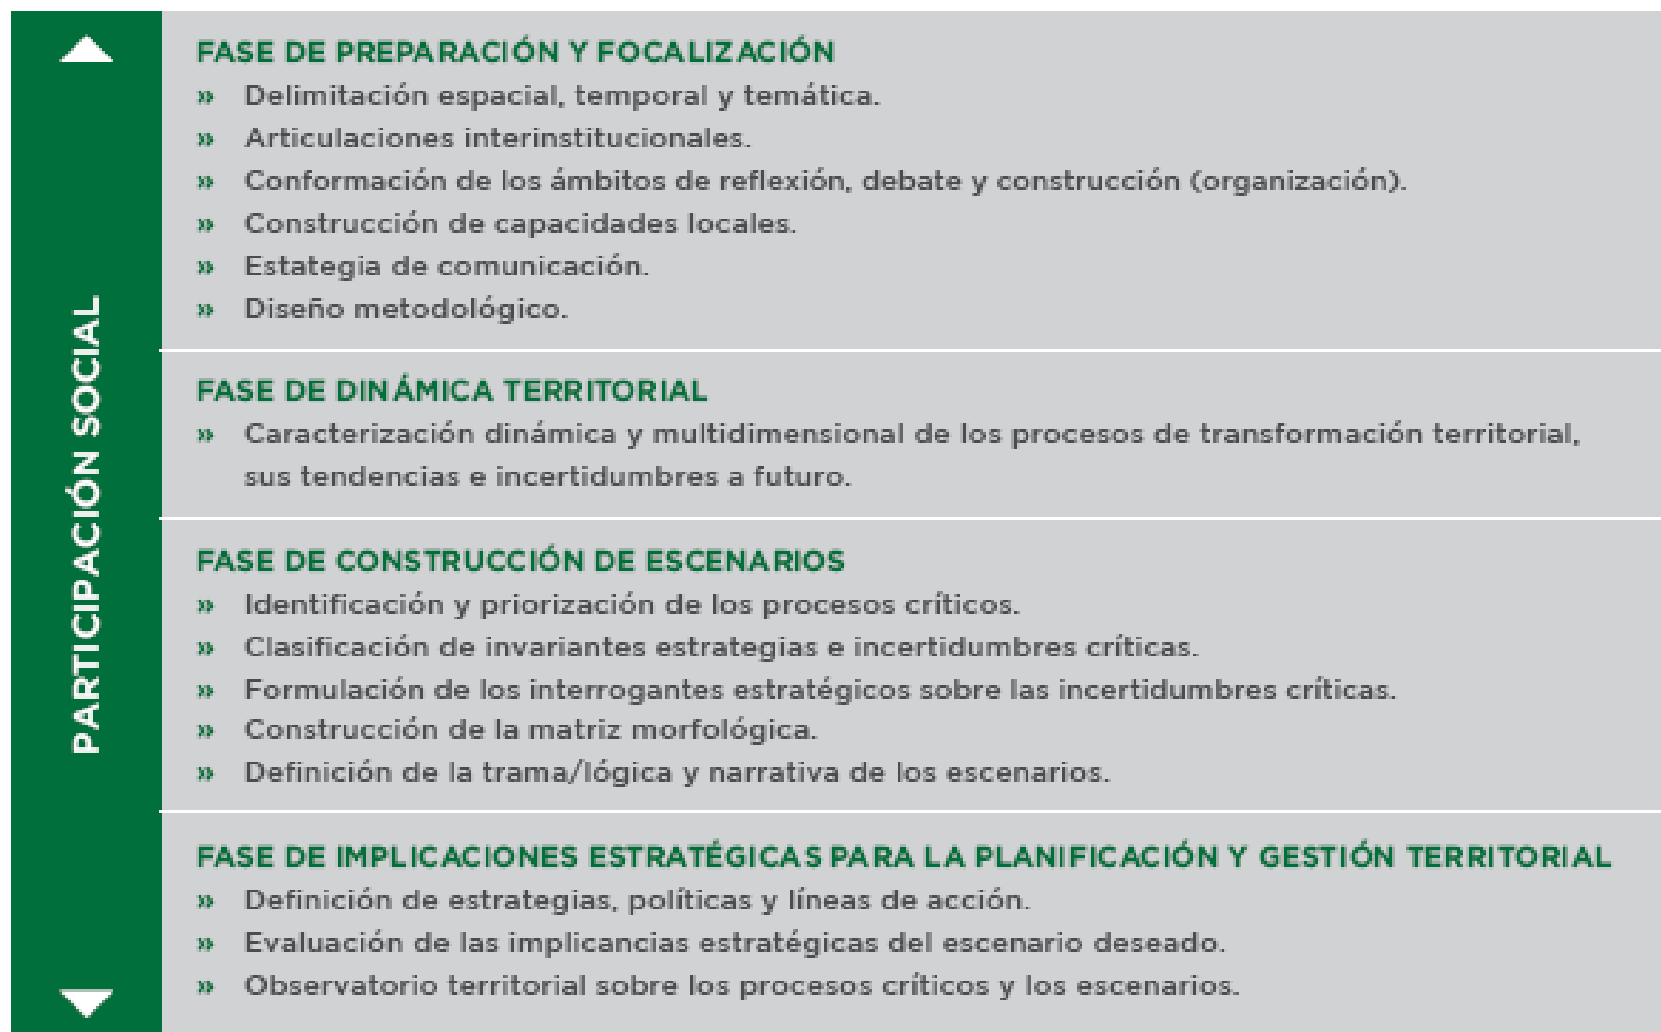 PARTICIPACIÓN SOCIAL
FASE DE PREPARACIÓN Y FOCALIZACIÓN
» Delimitación espacial, temporal y temática.
» Articulaciones interinstitucionales.
» Conformación de los ámbitos de reflexión, debate y construcción (organización).
» Construcción de capacidades locales.
» Estategia de comunicación.
» Diseño metodológico.
FASE DE DINÁMICA TERRITORIAL
» Caracterización dinámica y multidimensional de los procesos de transformación territorial,
sus tendencias e incertidumbres a futuro.
FASE DE CONSTRUCCIÓN DE ESCENARIOS
» Identificación y priorización de los procesos críticos.
» Clasificación de invariantes estrategias e incertidumbres críticas.
» Formulación de los interrogantes estratégicos sobre las incertidumbres críticas.
» Construcción de la matriz morfológica.
» Definición de la trama/lógica y narrativa de los escenarios.
FASE DE IMPLICACIONES ESTRATÉGICAS PARA LA PLANIFICACIÓN Y GESTIÓN TERRITORIAL
» Definición de estrategias, políticas y líneas de acción.
» Evaluación de las implicancias estratégicas del escenario deseado.
» Observatorio territorial sobre los procesos críticos y los escenarios.